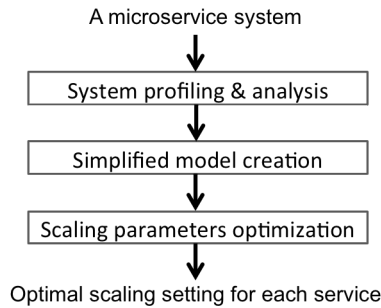 A microservice system
System profiling & analysis
Simplified model creation
Scaling parameters optimization
Optimal scaling setting for each service